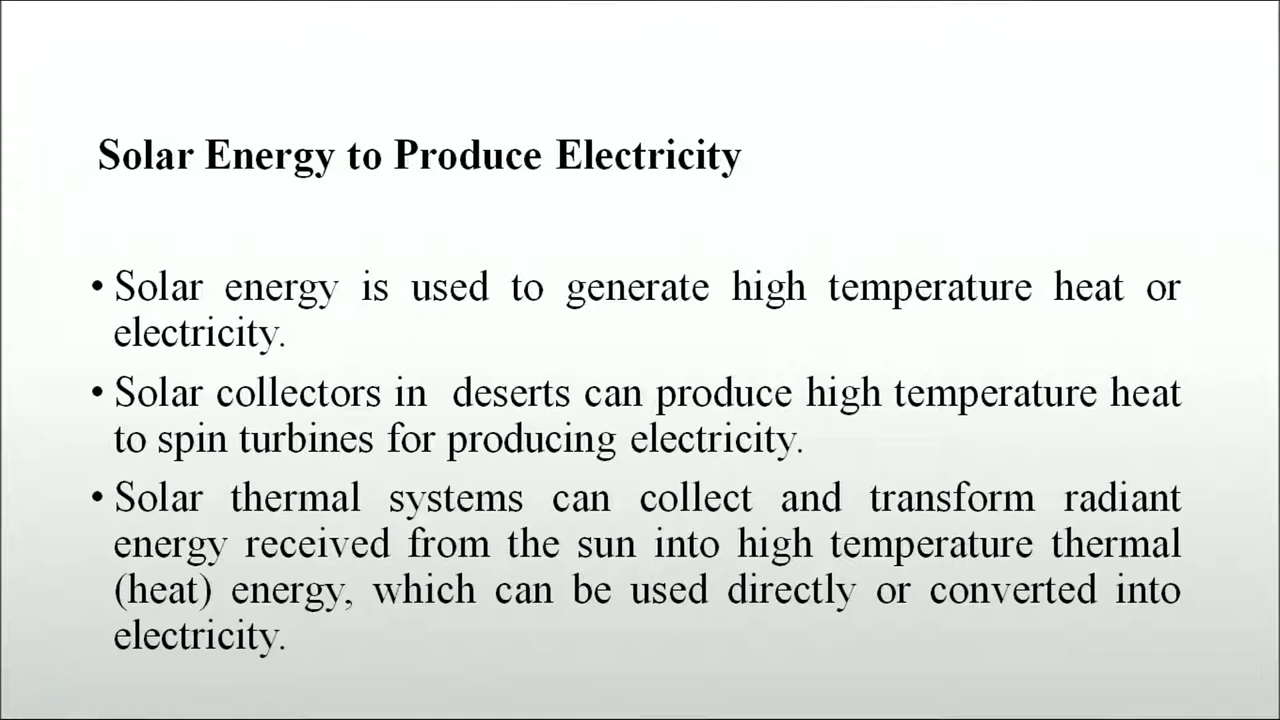 Solar Energy to Produce Electricity
• Solar energy is used to generate high temperature heat or
electricity.
• Solar collectors in deserts can produce high temperature heat
to spin turbines for producing electricity.
• Solar thermal systems can collect and transform radiant
energy received from the sun into high temperature thermal
(heat) energy, which can be used directly or converted into
electricity.